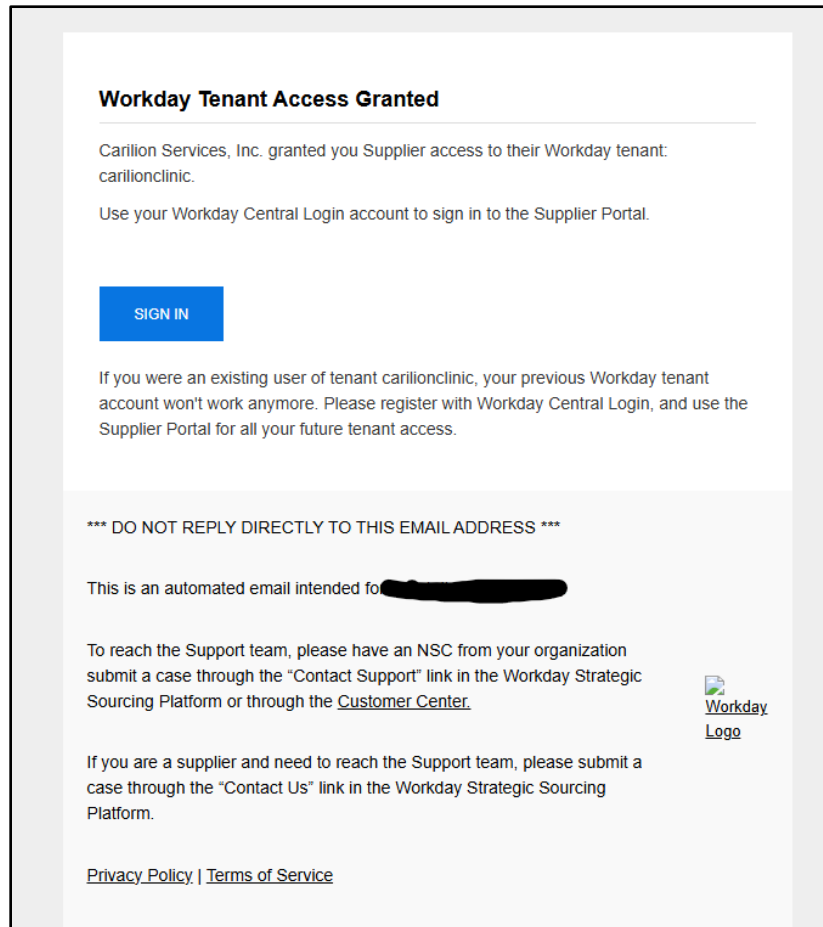 Workday Tenant Access Granted
Carilion Services, Inc. granted you Supplier access to their Workday tenant:
carilionclinic.
Use your Workday Central Login account to sign in to the Supplier Portal.
SIGN IN
If you were an existing user of tenant carilionclinic, your previous Workday tenant
account won't work anymore. Please register with Workday Central Login, and use the
Supplier Portal for all your future tenant access.
*** DO NOT REPLY DIRECTLY TO THIS EMAIL ADDRESS ***
This is an automated email intended
To reach the Support team, please have an NSC from your organization
submit a case through the “Contact Support” link in the Workday Strategic
Sourcing Platform or through the Customer Center.
Workday
Logo
If you are a supplier and need to reach the Support team, please submit a
case through the “Contact Us” link in the Workday Strategic Sourcing
Platform.
Privacy Policy | Terms of Service